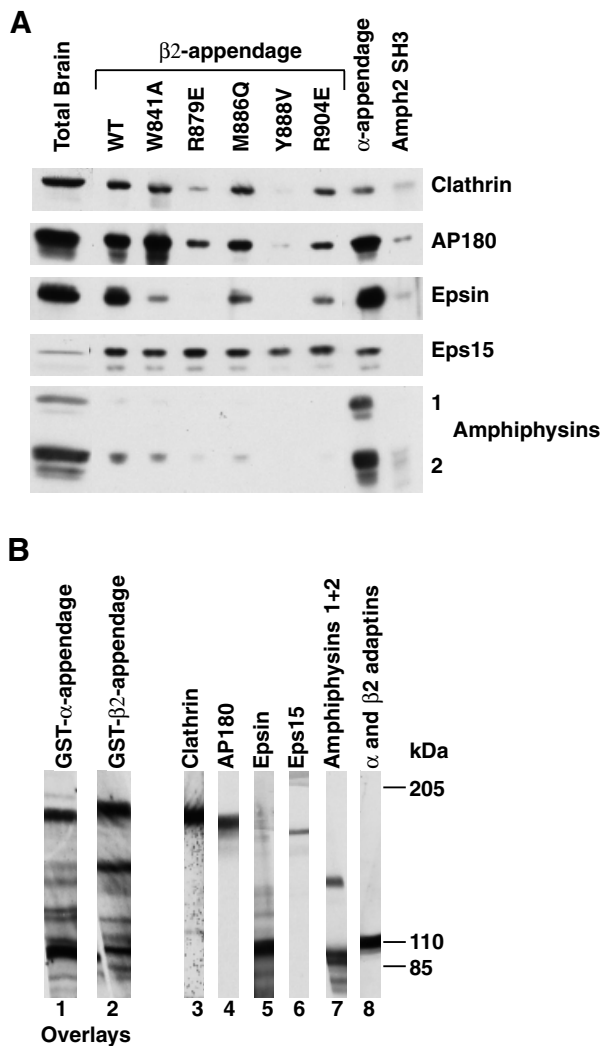 A
β2-appendage
Total Brain
WT
W841A
R879E
M886Q
Y888V
R904E
α-appendage
Amph2 SH3
Clathrin
AP180
Epsin
Eps15
1
Amphiphysins
2
B
GST-α-appendage
GST-β2-appendage
Clathrin
AP180
Epsin
Eps15
Amphiphysins 1+2
α and β2 adaptins
kDa
205
110
85
1 2 3 4 5 6 7 8
Overlays